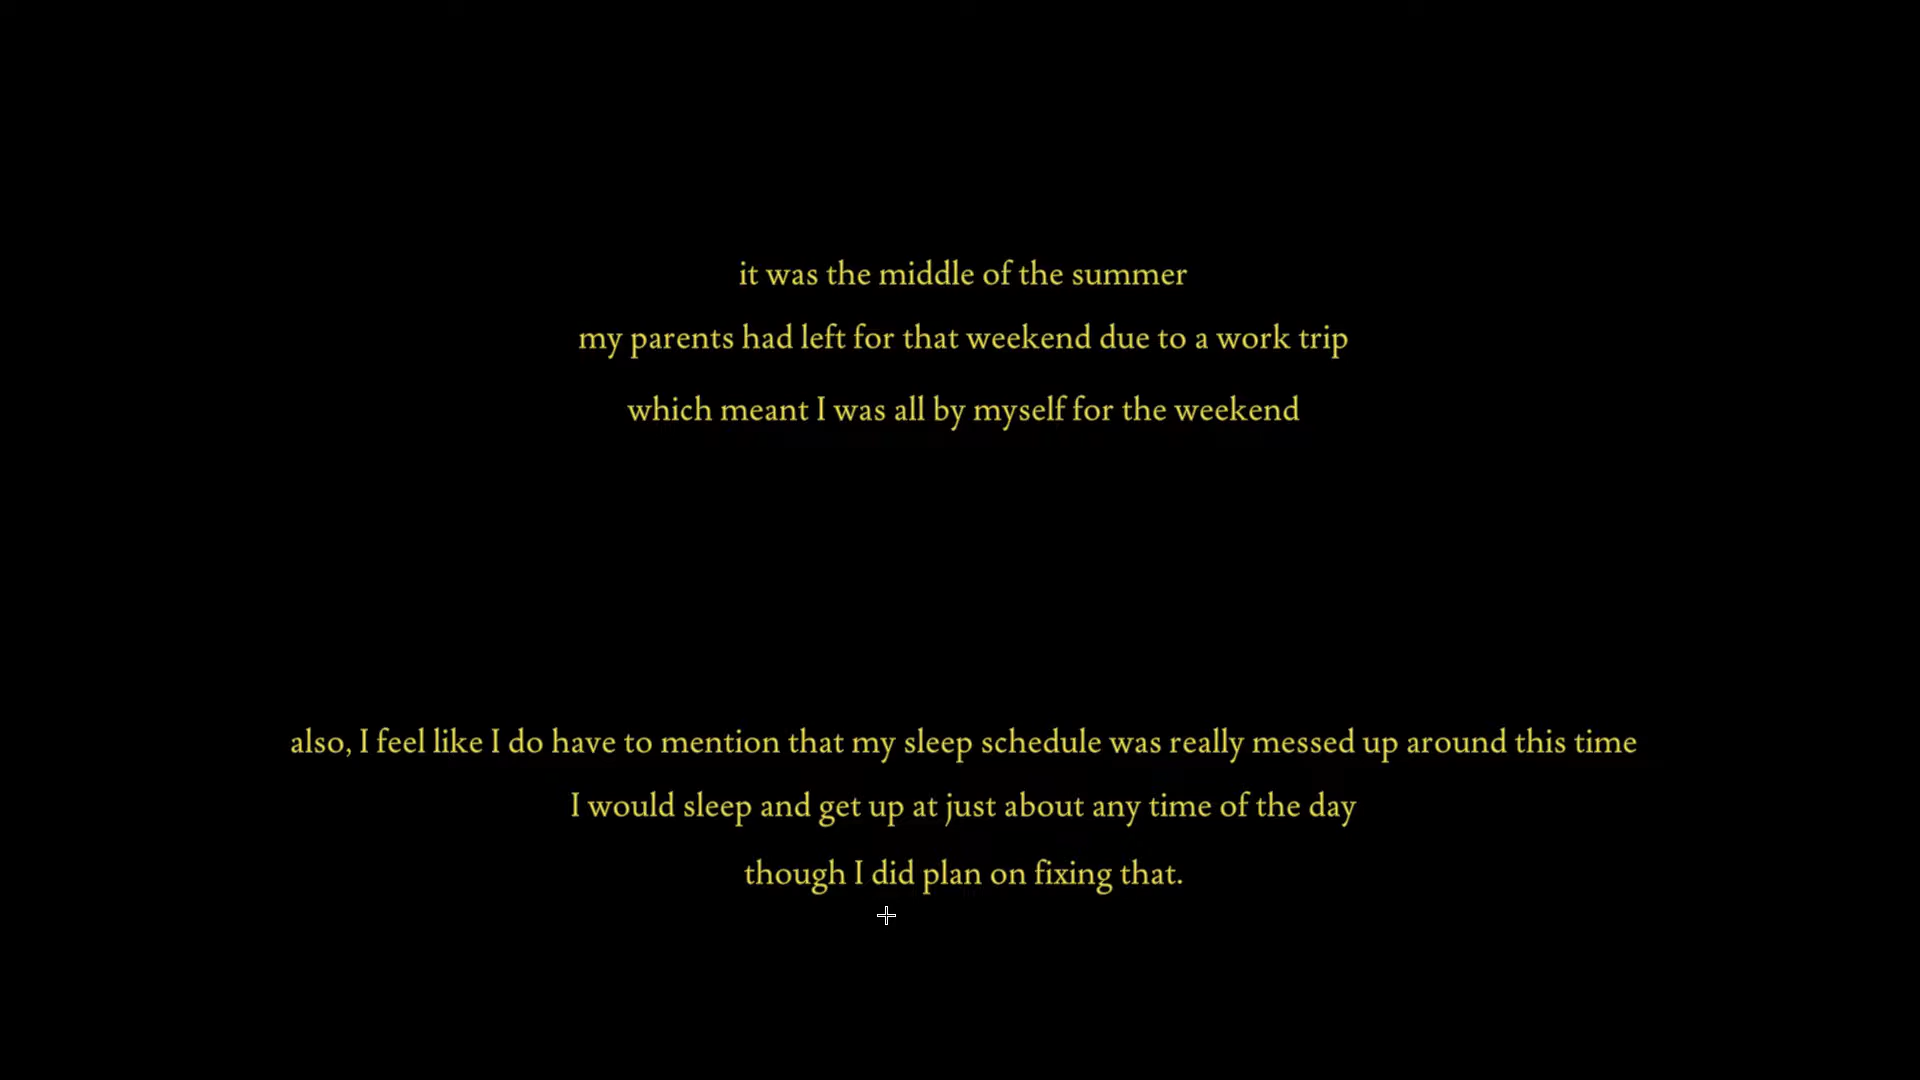 it was the middle of the summer
my parents had left for that weekend due to a work trip
which meant I was all by myself for the weekend
also, I feel like I do have to mention that my sleep schedule was really messed up around this time
I would sleep and get up at just about any time of the day
though I did plan on fixing that.